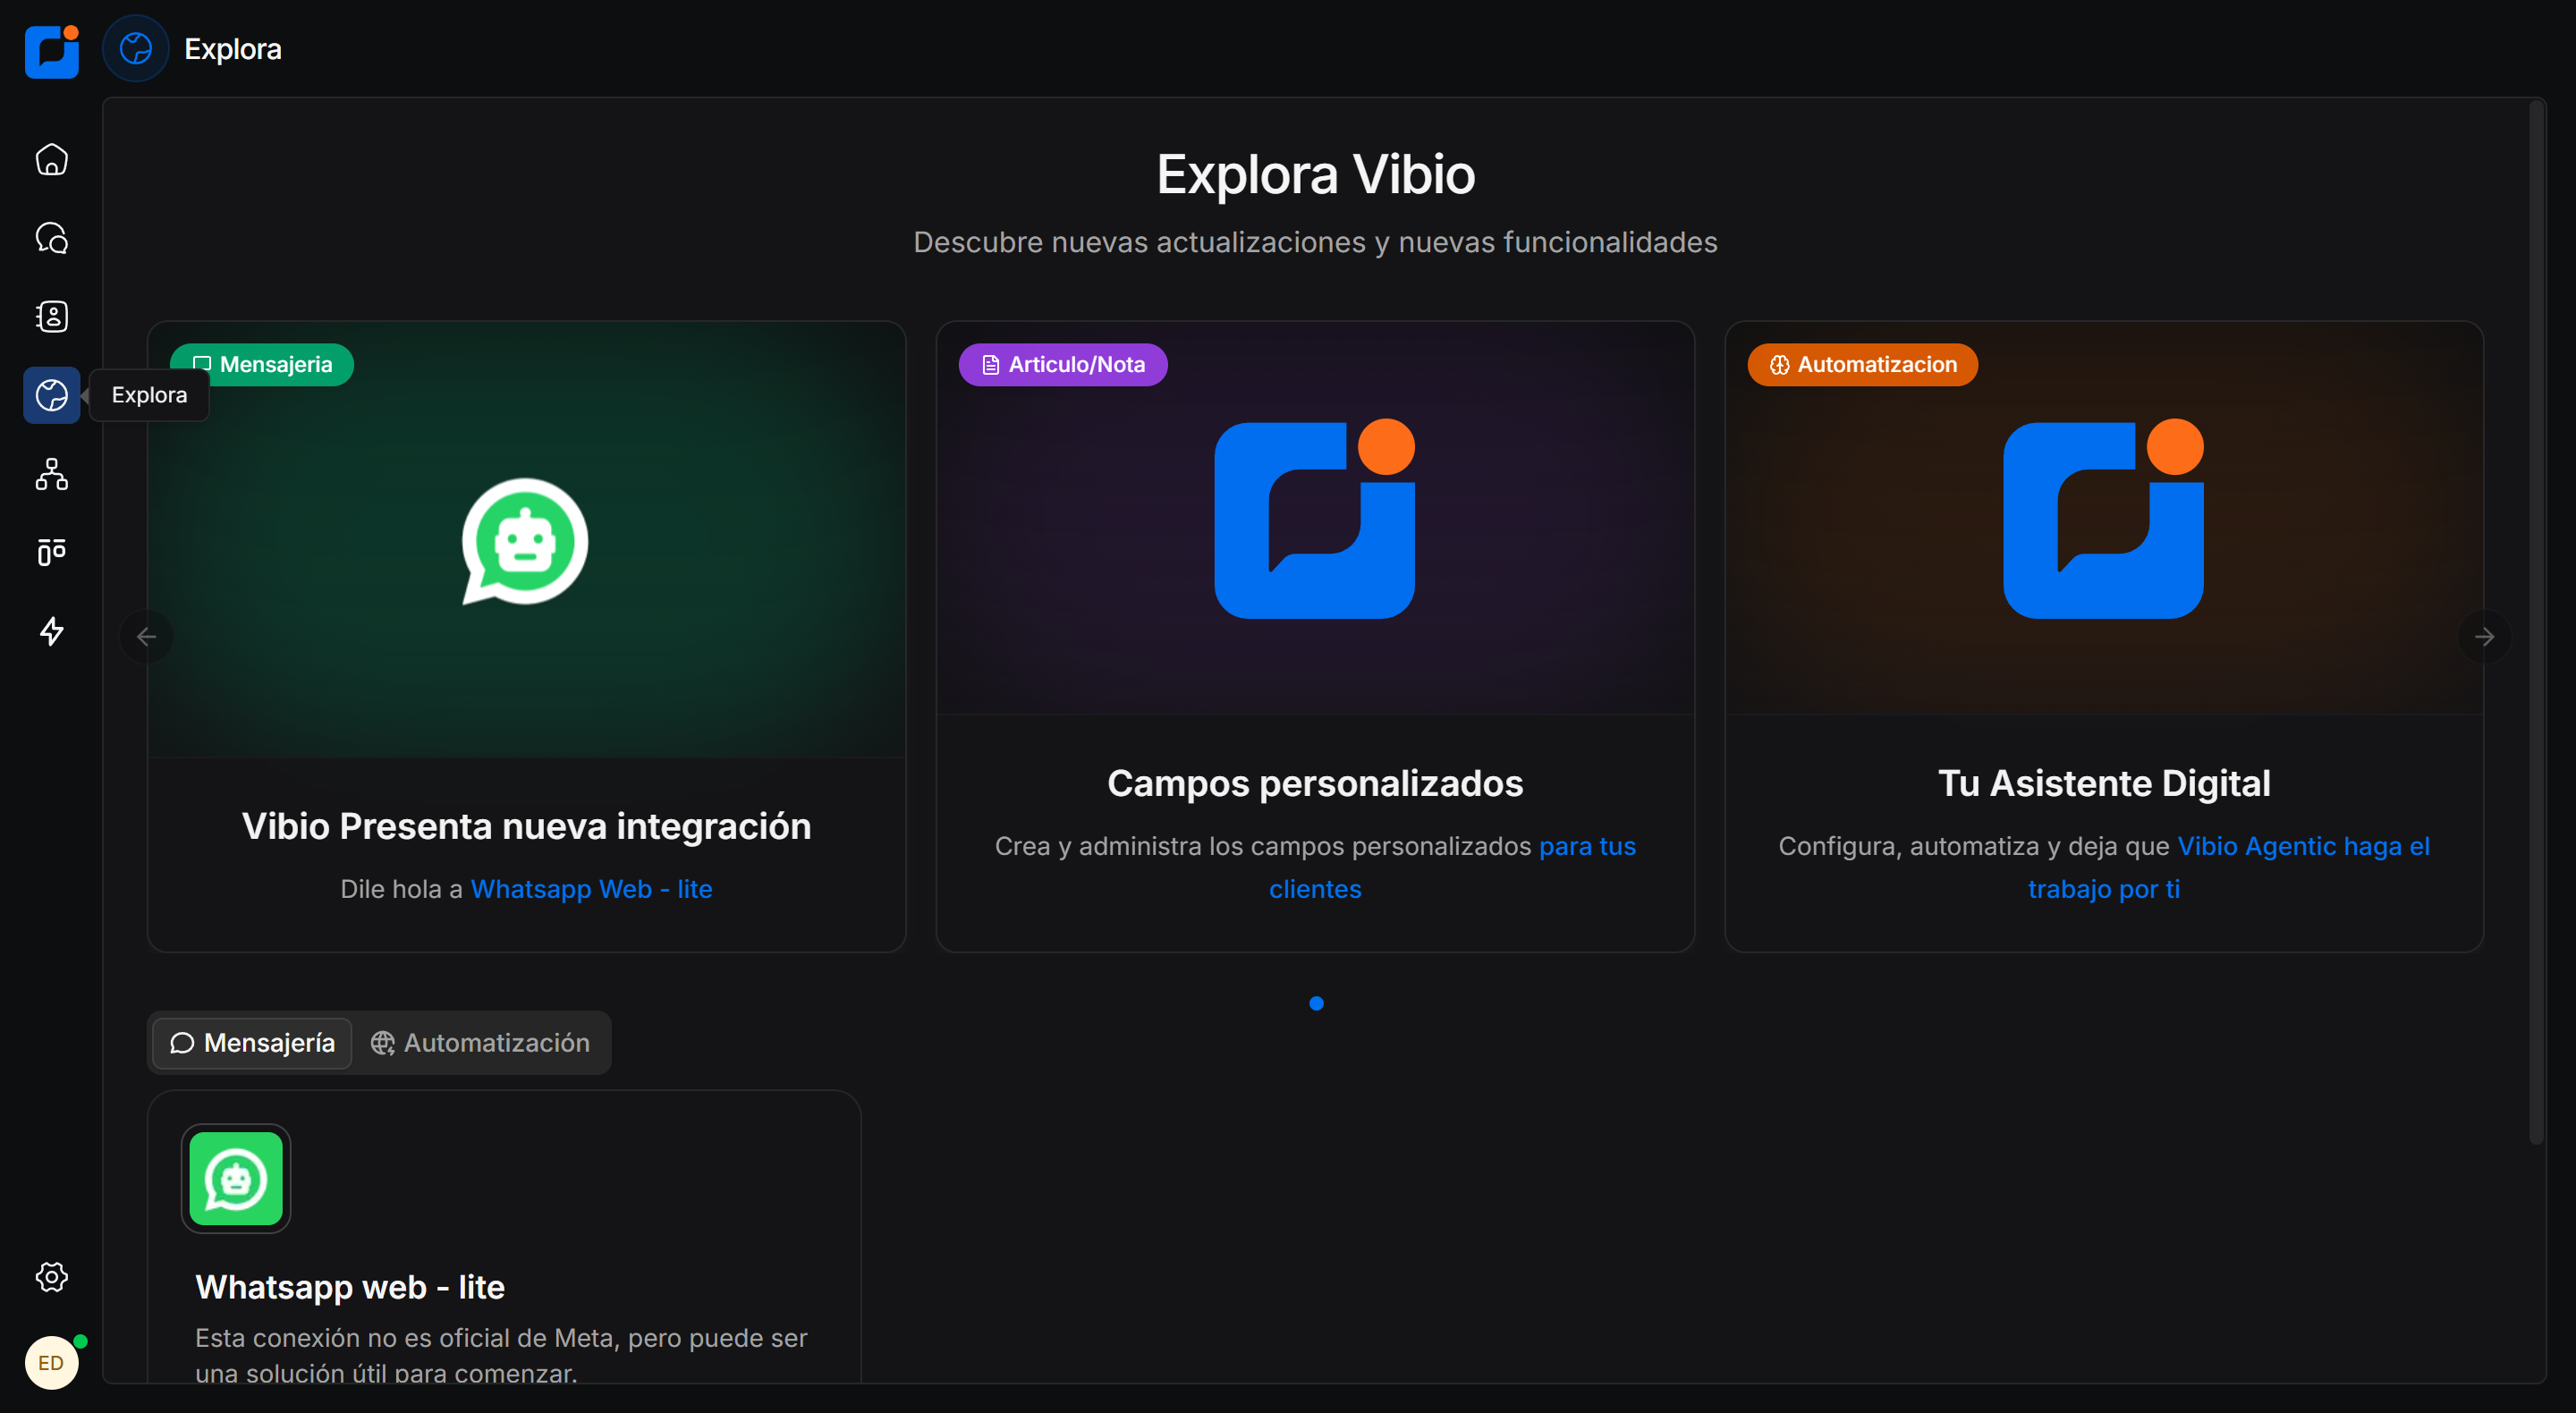 Explora
Explora Vibio
Descubre nuevas actualizaciones y nuevas funcionalidades
Mensajeria
Explora
Vibio Presenta nueva integración
Dile hola a Whatsapp Web - lite
Articulo/Nota
Campos personalizados
Crea y administra los campos personalizados para tus
clientes
Automatizacion
Tu Asistente Digital
Configura, automatiza y deja que Vibio Agentic haga el
trabajo por ti
Mensajería
Automatización
Whatsapp web - lite
Esta conexión no es oficial de Meta, pero puede ser
una solución útil para comenzar.
ED